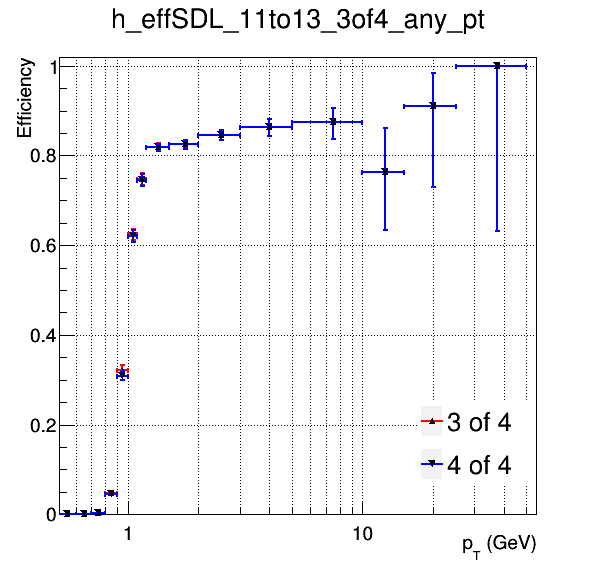 h_effSDL_11to13_3of4_any_pt
Efficiency
1
0.8
0.6
0.4
0.2
0
3 of 4
4 of 4
1
10
p_T (GeV)